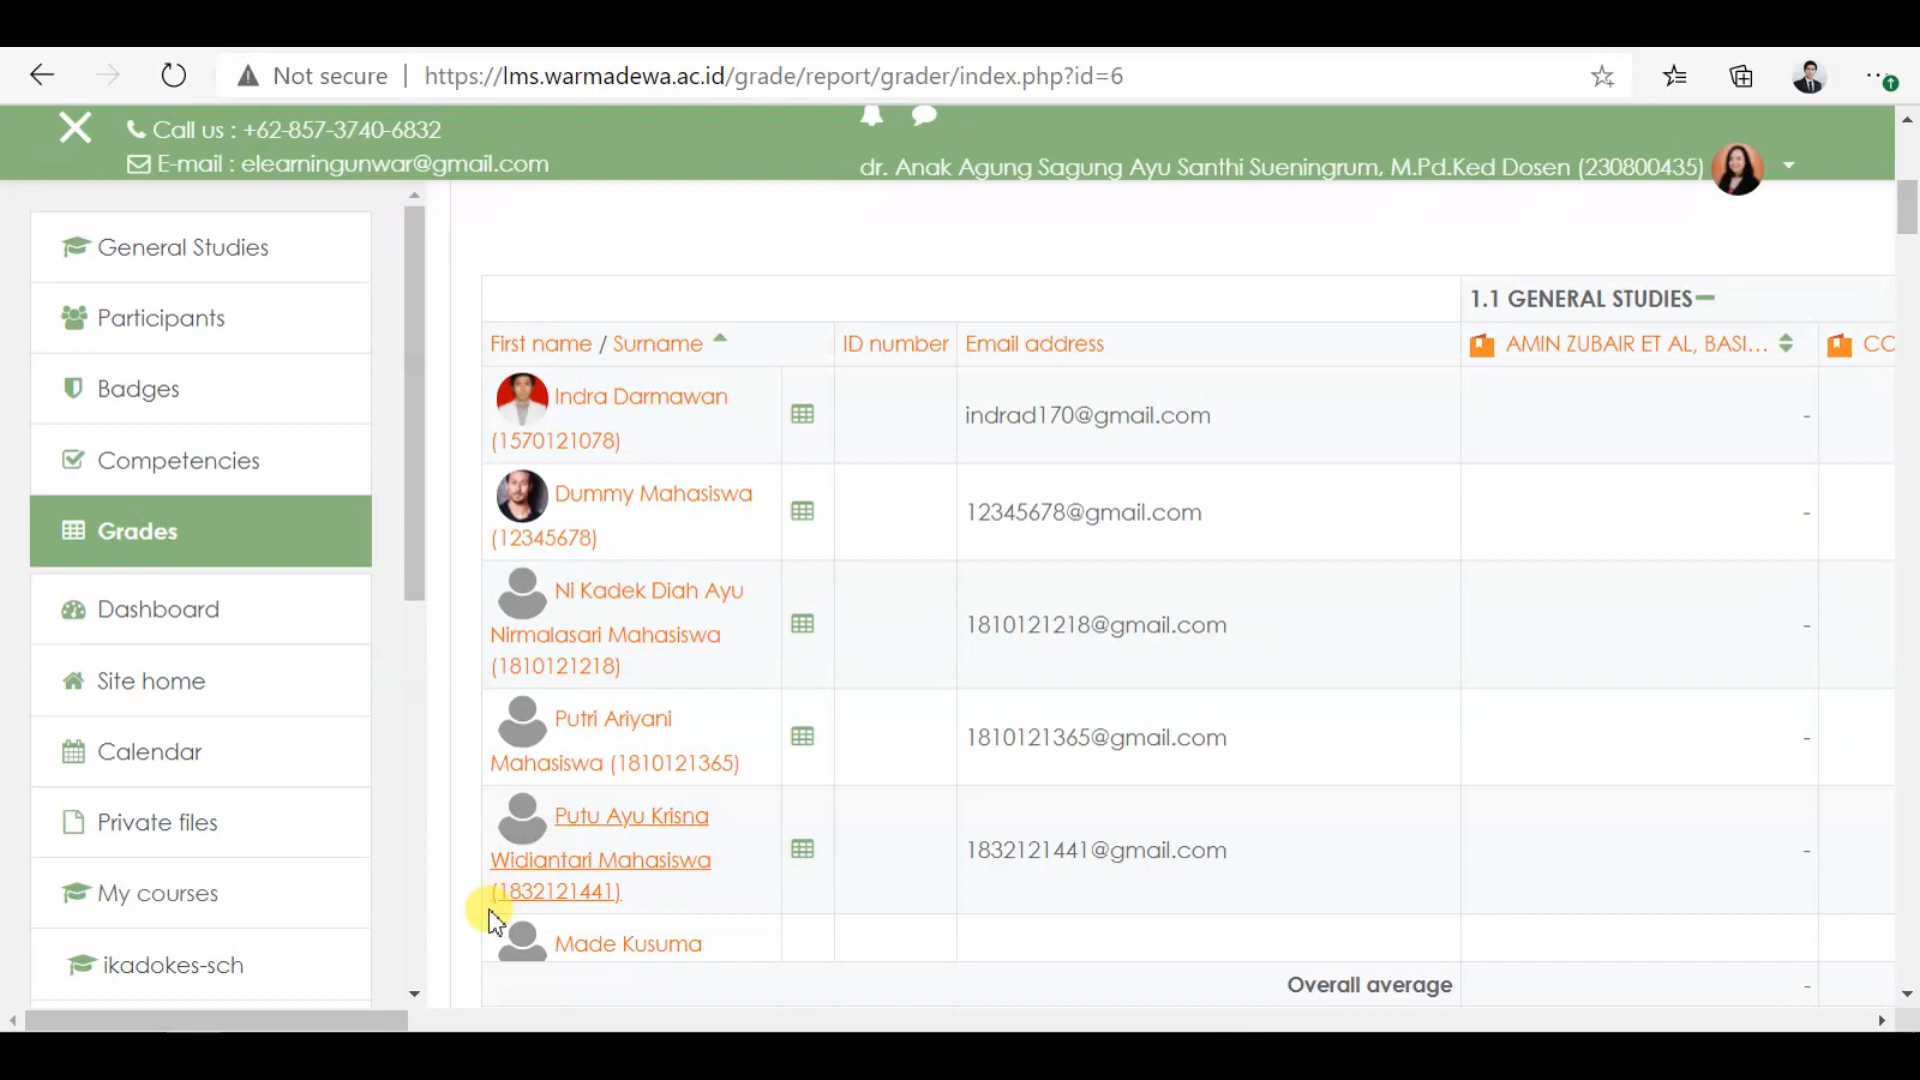 Not secure | https://lms.warmadewa.ac.id/grade/report/grader/index.php?id=6
Call us : +62-857-3740-6832
E-mail : elearningunwar@gmail.com
dr. Anak Agung Sagung Ayu Santhi Sueningrum, M.Pd.Ked Dosen (230800435)
General Studies
Participants
Badges
Competencies
Grades
Dashboard
Site home
Calendar
Private files
My courses
ikadokes-sch
1.1 GENERAL STUDIES
First name / Surname ID number Email address AMIN ZUBAIR ET AL, BASI... CC
Indra Darmawan
(1570121078)
indrad170@gmail.com -
Dummy Mahasiswa
(12345678)
12345678@gmail.com -
Ni Kadek Diah Ayu
Nirmalasari Mahasiswa
(1810121218)
1810121218@gmail.com -
Putri Ariyani
Mahasiswa (1810121365)
1810121365@gmail.com -
Putu Ayu Krisna
Widiantari Mahasiswa
(1832121441)
1832121441@gmail.com -
Made Kusuma
Overall average -